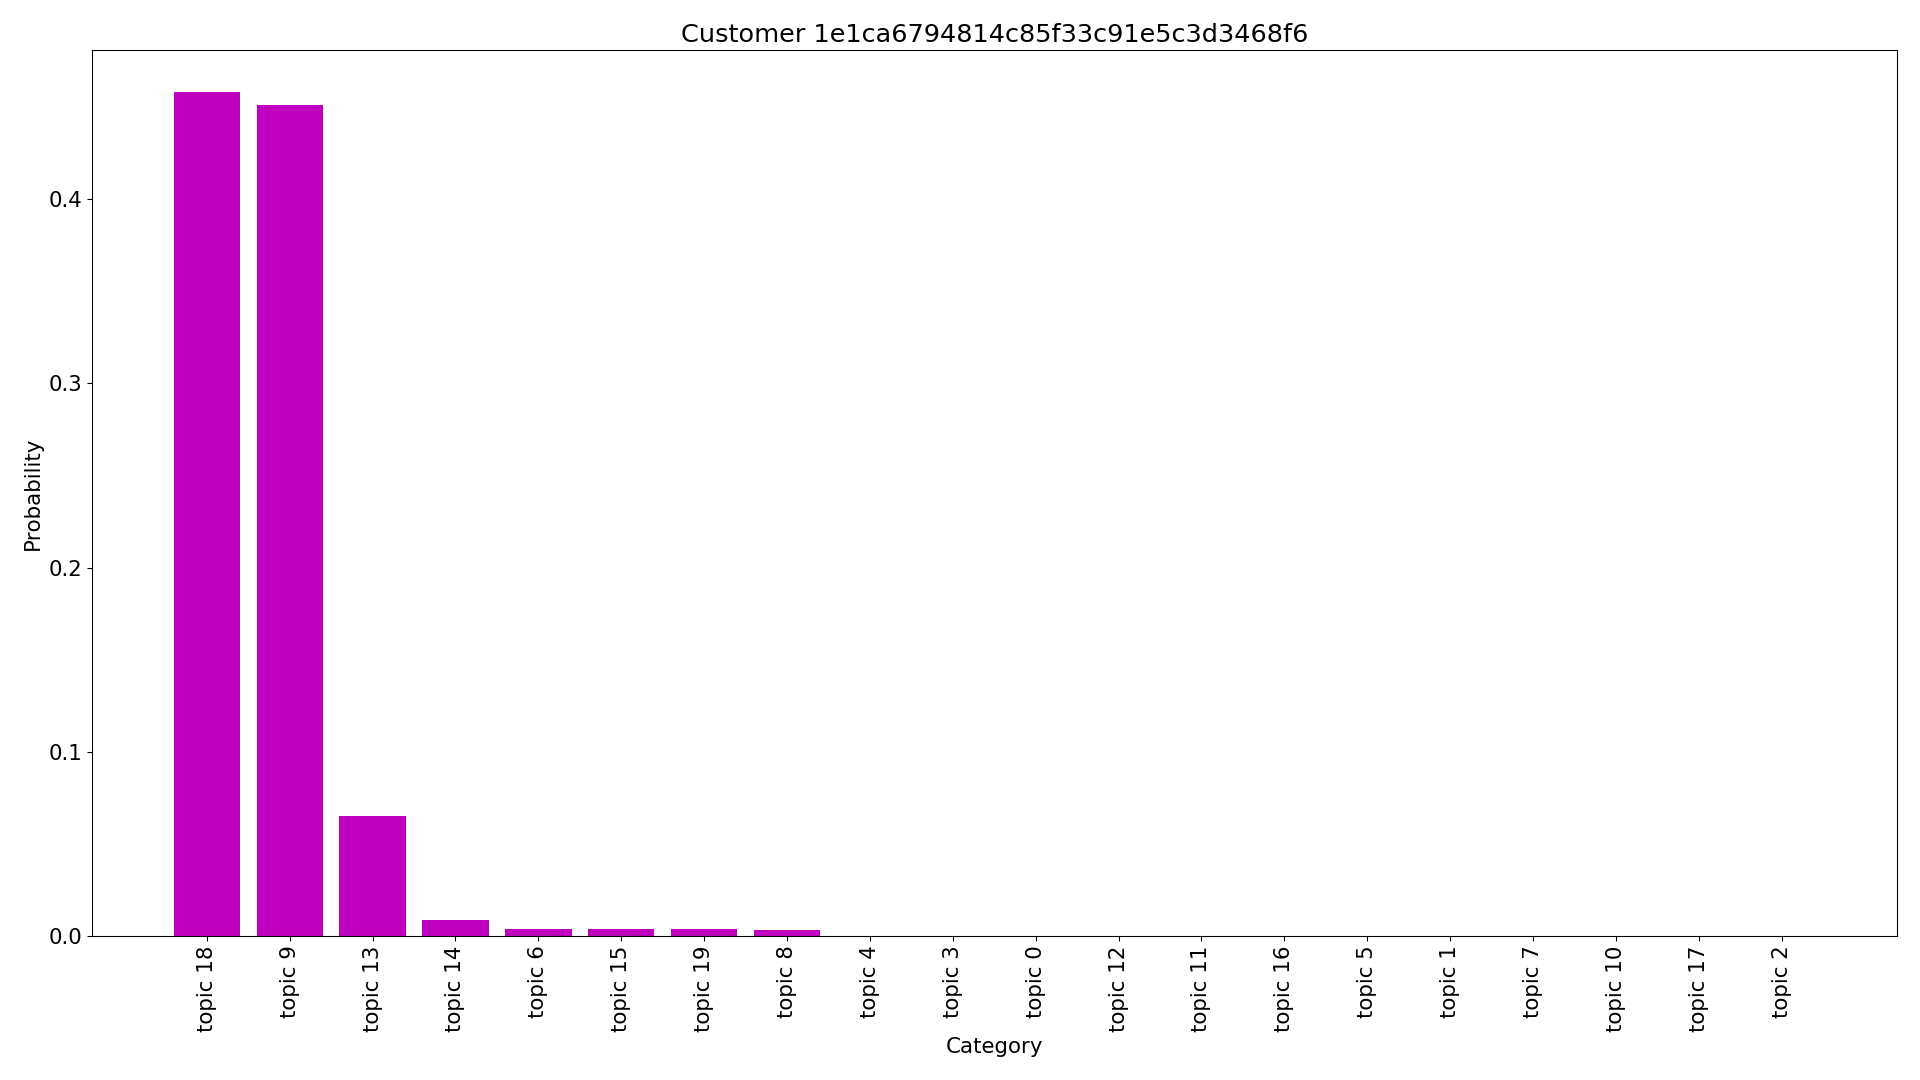 Customer 1e1ca6794814c85f33c91e5c3d3468f6
Probability
0.4
0.3
0.2
0.1
0.0
topic 18
topic 9
topic 13
topic 14
topic 6
topic 15
topic 19
topic 8
topic 4
topic 3
topic 0
topic 12
topic 11
topic 16
topic 5
topic 1
topic 7
topic 10
topic 17
topic 2
Category